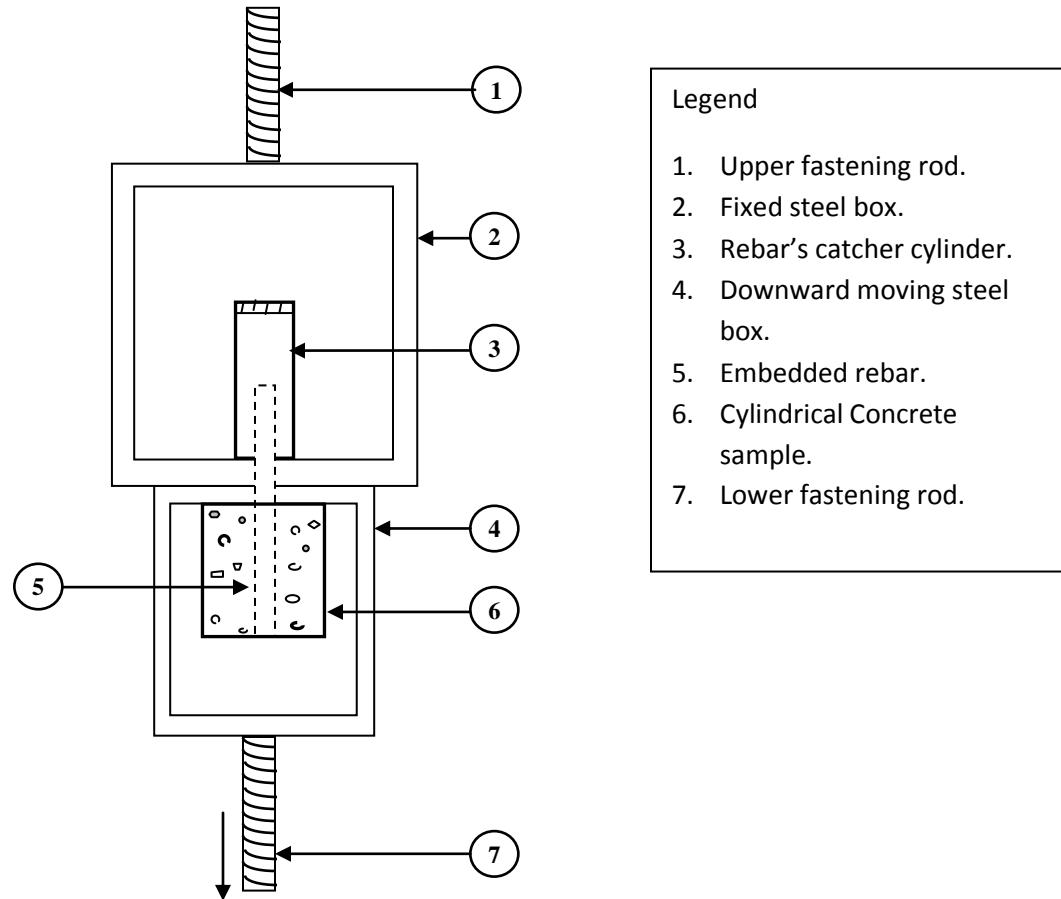 1
2
3
4
5
6
7
Legend
1. Upper fastening rod.
2. Fixed steel box.
3. Rebar’s catcher cylinder.
4. Downward moving steel
box.
5. Embedded rebar.
6. Cylindrical Concrete
sample.
7. Lower fastening rod.